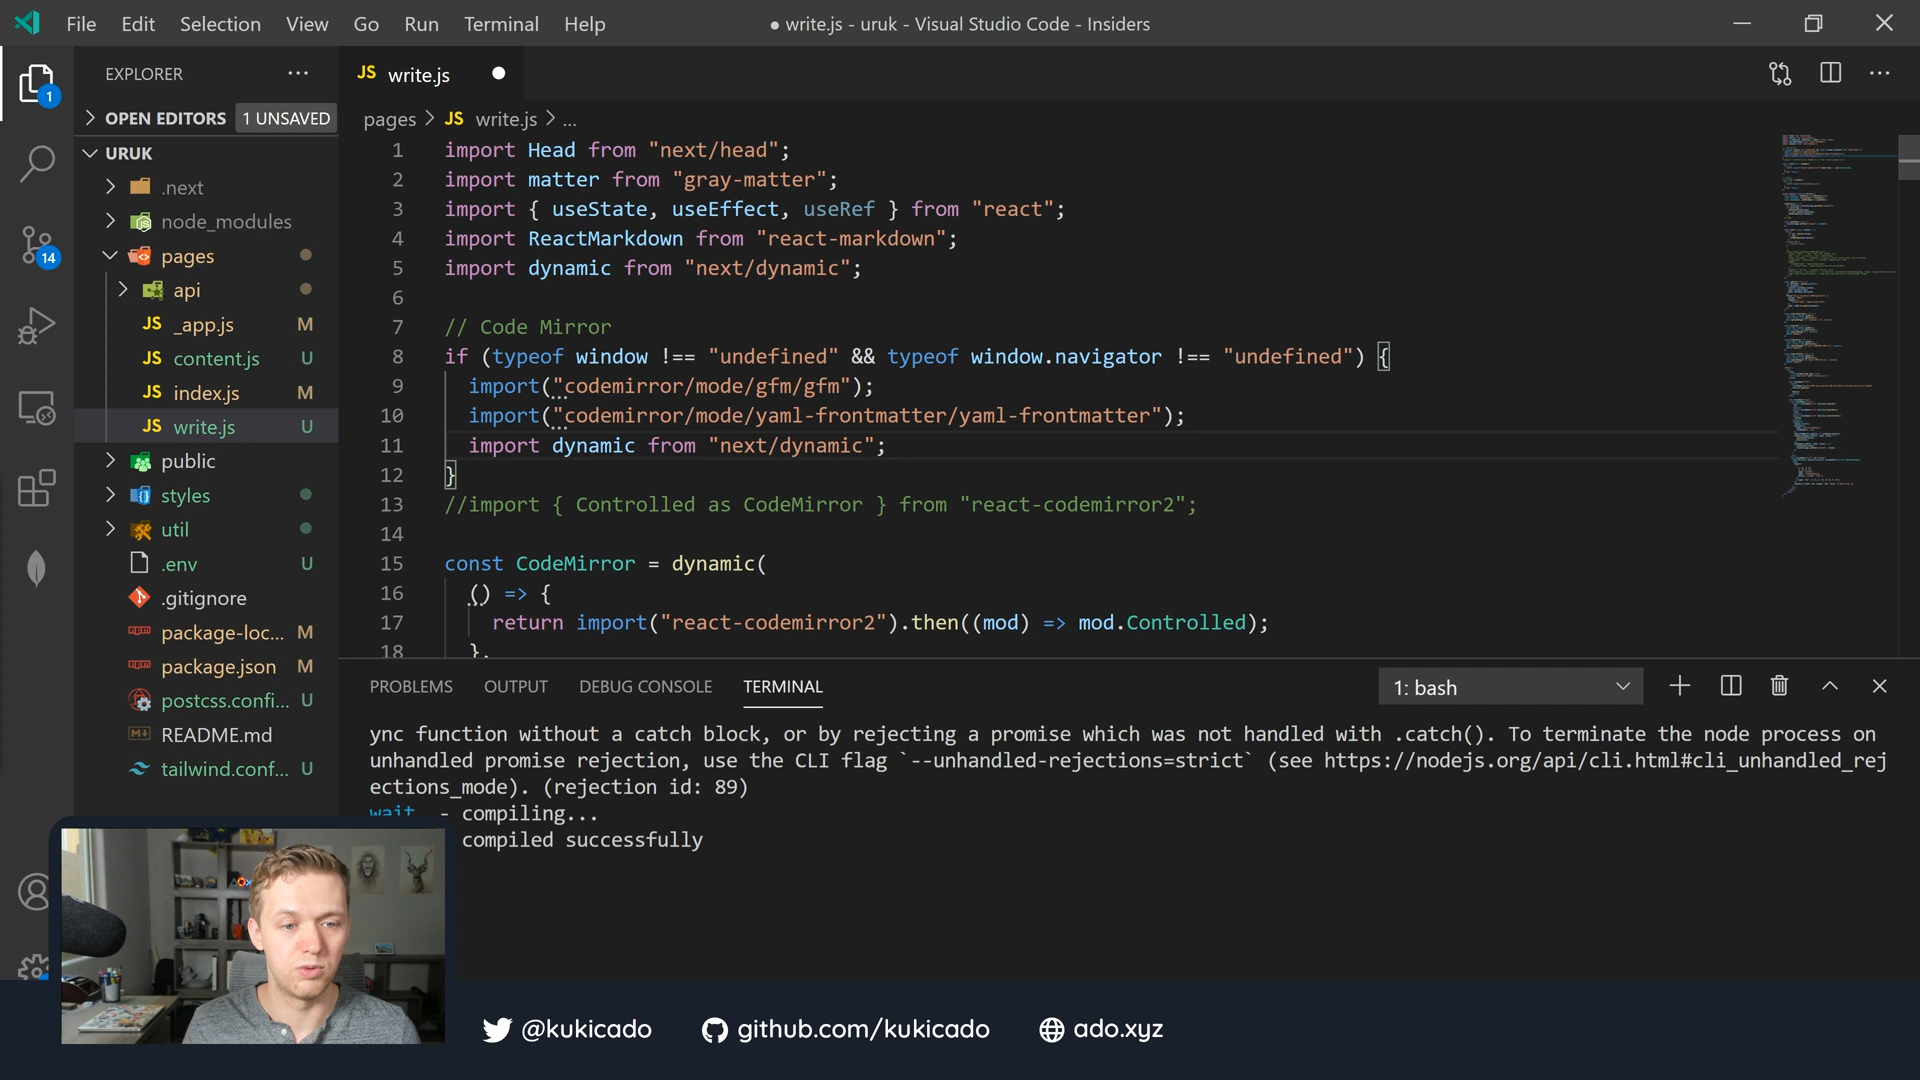 File Edit Selection View Go Run Terminal Help
● write.js - uruk - Visual Studio Code - Insiders
EXPLORER ···
1
OPEN EDITORS 1 UNSAVED
URUK
.next
node_modules
pages
14
api
JS _app.js M
JS content.js U
JS index.js M
JS write.js U
public
styles
util
.env U
.gitignore
package-loc... M
package.json M
postcss.confi... U
README.md
tailwind.conf... U
JS write.js
pages > JS write.js > ...
1 import Head from "next/head";
2 import matter from "gray-matter";
3 import { useState, useEffect, useRef } from "react";
4 import ReactMarkdown from "react-markdown";
5 import dynamic from "next/dynamic";
6
7 // Code Mirror
8 if (typeof window !== "undefined" && typeof window.navigator !== "undefined") {
9 import("codemirror/mode/gfm/gfm");
10 import("codemirror/mode/yaml-frontmatter/yaml-frontmatter");
11 import dynamic from "next/dynamic";
12 }
13 //import { Controlled as CodeMirror } from "react-codemirror2";
14
15 const CodeMirror = dynamic(
16 () => {
17 return import("react-codemirror2").then((mod) => mod.Controlled);
18 },
PROBLEMS OUTPUT DEBUG CONSOLE TERMINAL 1: bash
ync function without a catch block, or by rejecting a promise which was not handled with .catch(). To terminate the node process on
unhandled promise rejection, use the CLI flag `--unhandled-rejections=strict` (see https://nodejs.org/api/cli.html#cli_unhandled_rej
ections_mode). (rejection id: 89)
wait - compiling...
compiled successfully
@kukicado github.com/kukicado ado.xyz